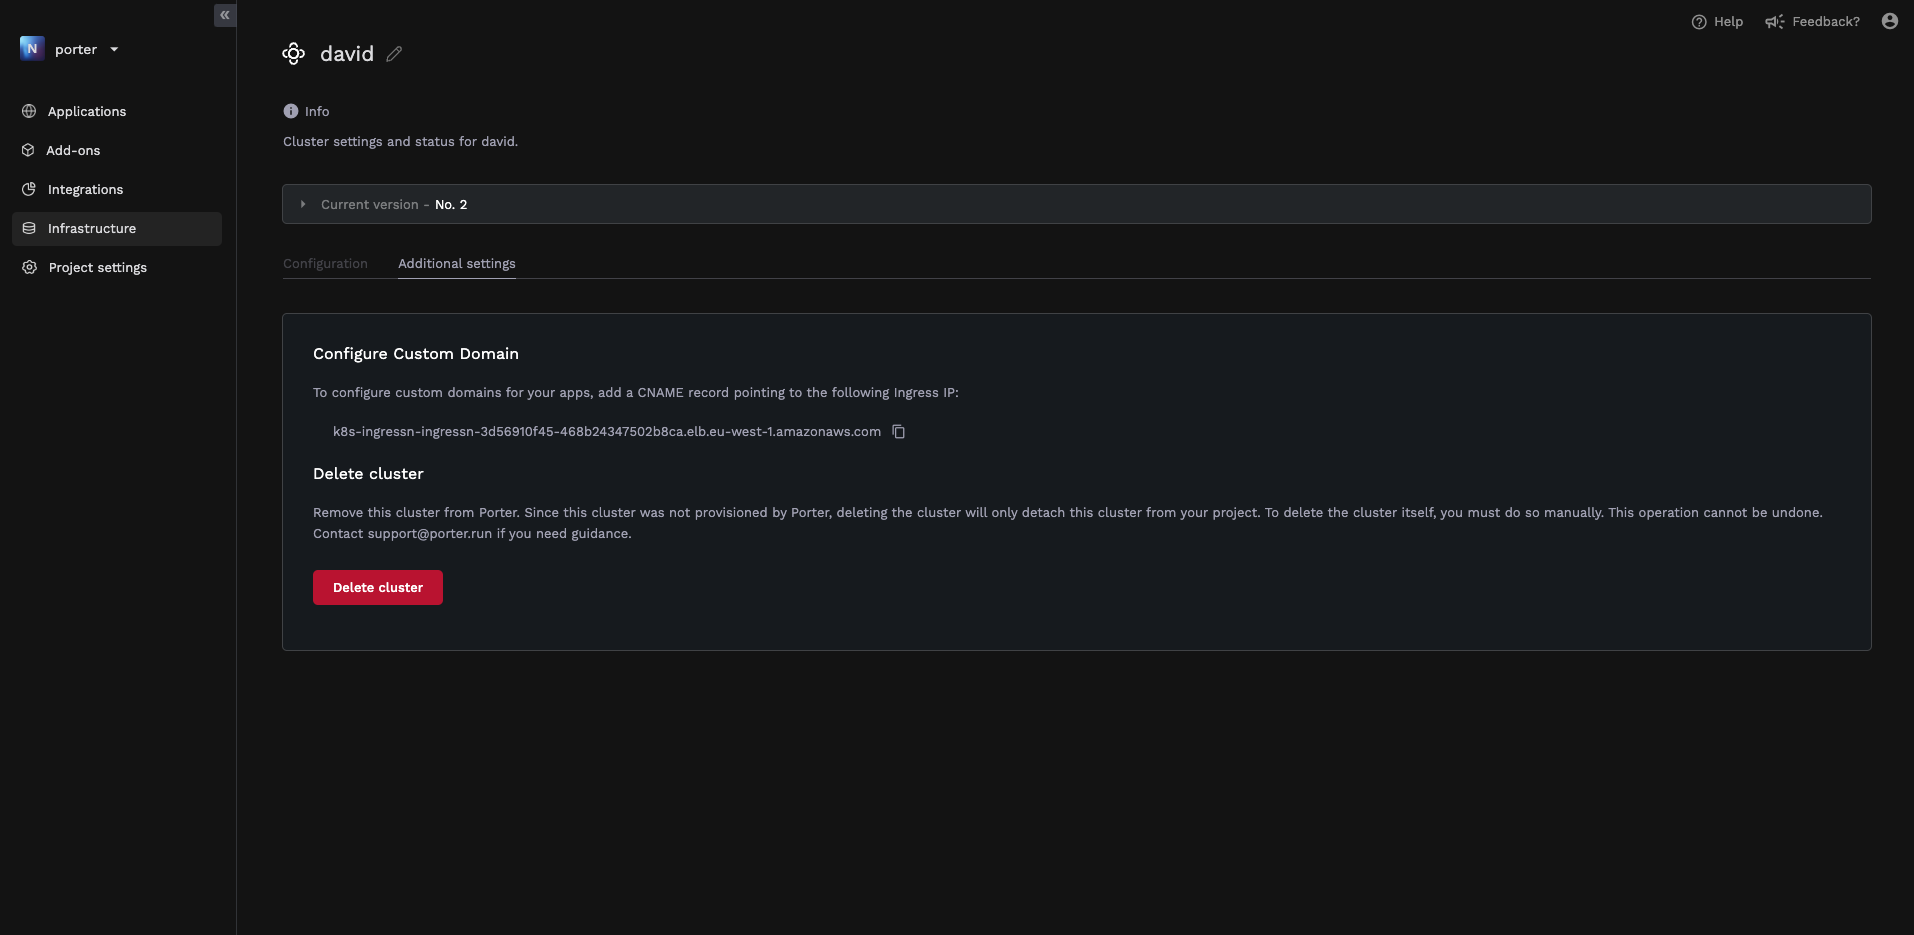 N porter
Applications
Add-ons
Integrations
Infrastructure
Project settings
Help Feedback?
david
Info
Cluster settings and status for david.
Current version - No. 2
Configuration Additional settings
Configure Custom Domain
To configure custom domains for your apps, add a CNAME record pointing to the following Ingress IP:
k8s-ingressn-ingressn-3d56910f45-468b24347502b8ca.elb.eu-west-1.amazonaws.com
Delete cluster
Remove this cluster from Porter. Since this cluster was not provisioned by Porter, deleting the cluster will only detach this cluster from your project. To delete the cluster itself, you must do so manually. This operation cannot be undone.
Contact support@porter.run if you need guidance.
Delete cluster